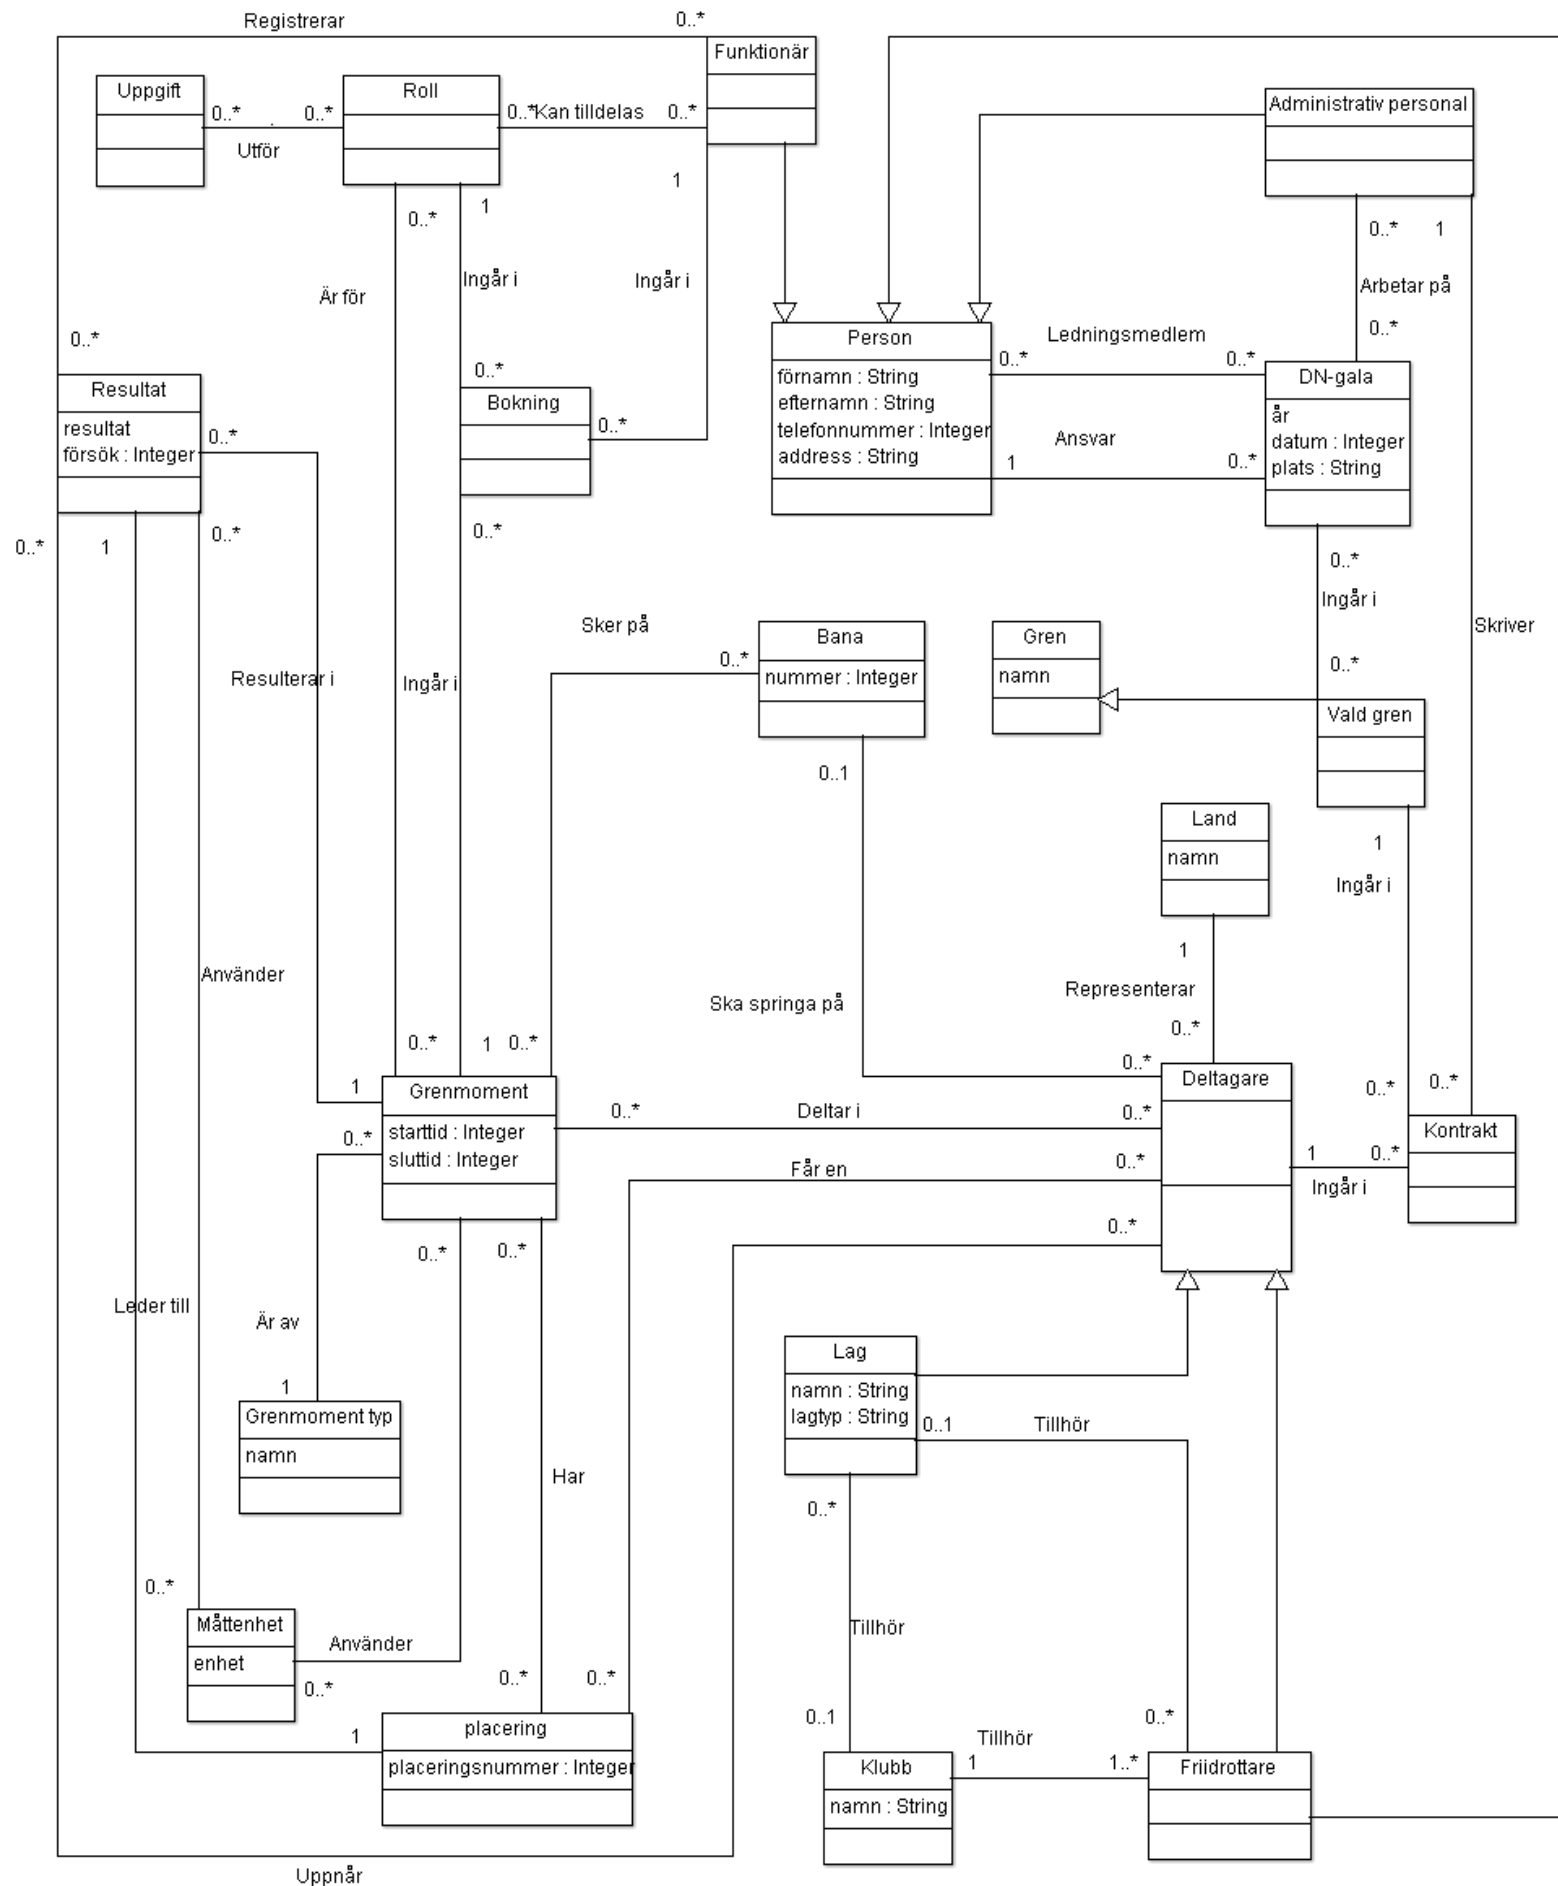 Registrerar
0..*
Funktionär
Uppgift
Roll
Administrativ personal
0..*
0..*
0..*
Kan tilldelas
0..*
Utför
1
0..*
1
0..*
1
Är för
Ingår i
Ingår i
Arbetar på
0..*
0..*
0..*
Person
förnamn : String
efternamn : String
telefonnummer : Integer
address : String
Ledningsmedlem
0..*
0..*
DN-gala
år
datum : Integer
plats : String
Ansvar
1
0..*
Resultat
resultat
försök : Integer
0..*
Bokning
0..*
0..*
1
0..*
0..*
0..*
Ingår i
Sker på
Bana
nummer : Integer
0..*
Gren
namn
Skriver
0..*
Resulterar i
Ingår i
Vald gren
0..1
Land
namn
1
Ingår i
1
Använder
Ska springa på
Representerar
0..*
0..*
1
0..*
0..*
0..*
0..*
1
Grenmoment
starttid : Integer
sluttid : Integer
Deltagare
Kontrakt
0..*
Deltar i
0..*
0..*
Får en
0..*
1
0..*
Ingår i
0..*
0..*
0..*
Leder till
Är av
Lag
namn : String
lagtyp : String
1
Grenmoment typ
namn
0..1
Tillhör
Har
0..*
0..*
Måttenhet
enhet
Använder
0..*
Tillhör
0..*
0..*
0..1
0..*
1
placering
placeringsnummer : Integer
Tillhör
1
1..*
Klubb
namn : String
Friidrottare
Uppnår